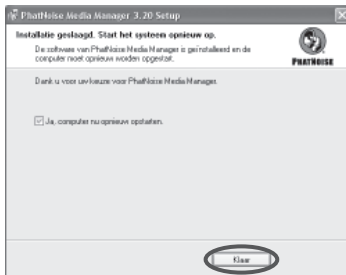 PhatNoise Media Manager 3.20 Setup
Installatie geslaagd. Start het systeem opnieuw op.
De software van PhatNoise Media Manager is geïnstalleerd en de
computer moet opnieuw worden opgestart.
PHATNOISE
Dank u voor uw keuze voor PhatNoise Media Manager.
Ja, computer nu opnieuw opstarten.
Klaar